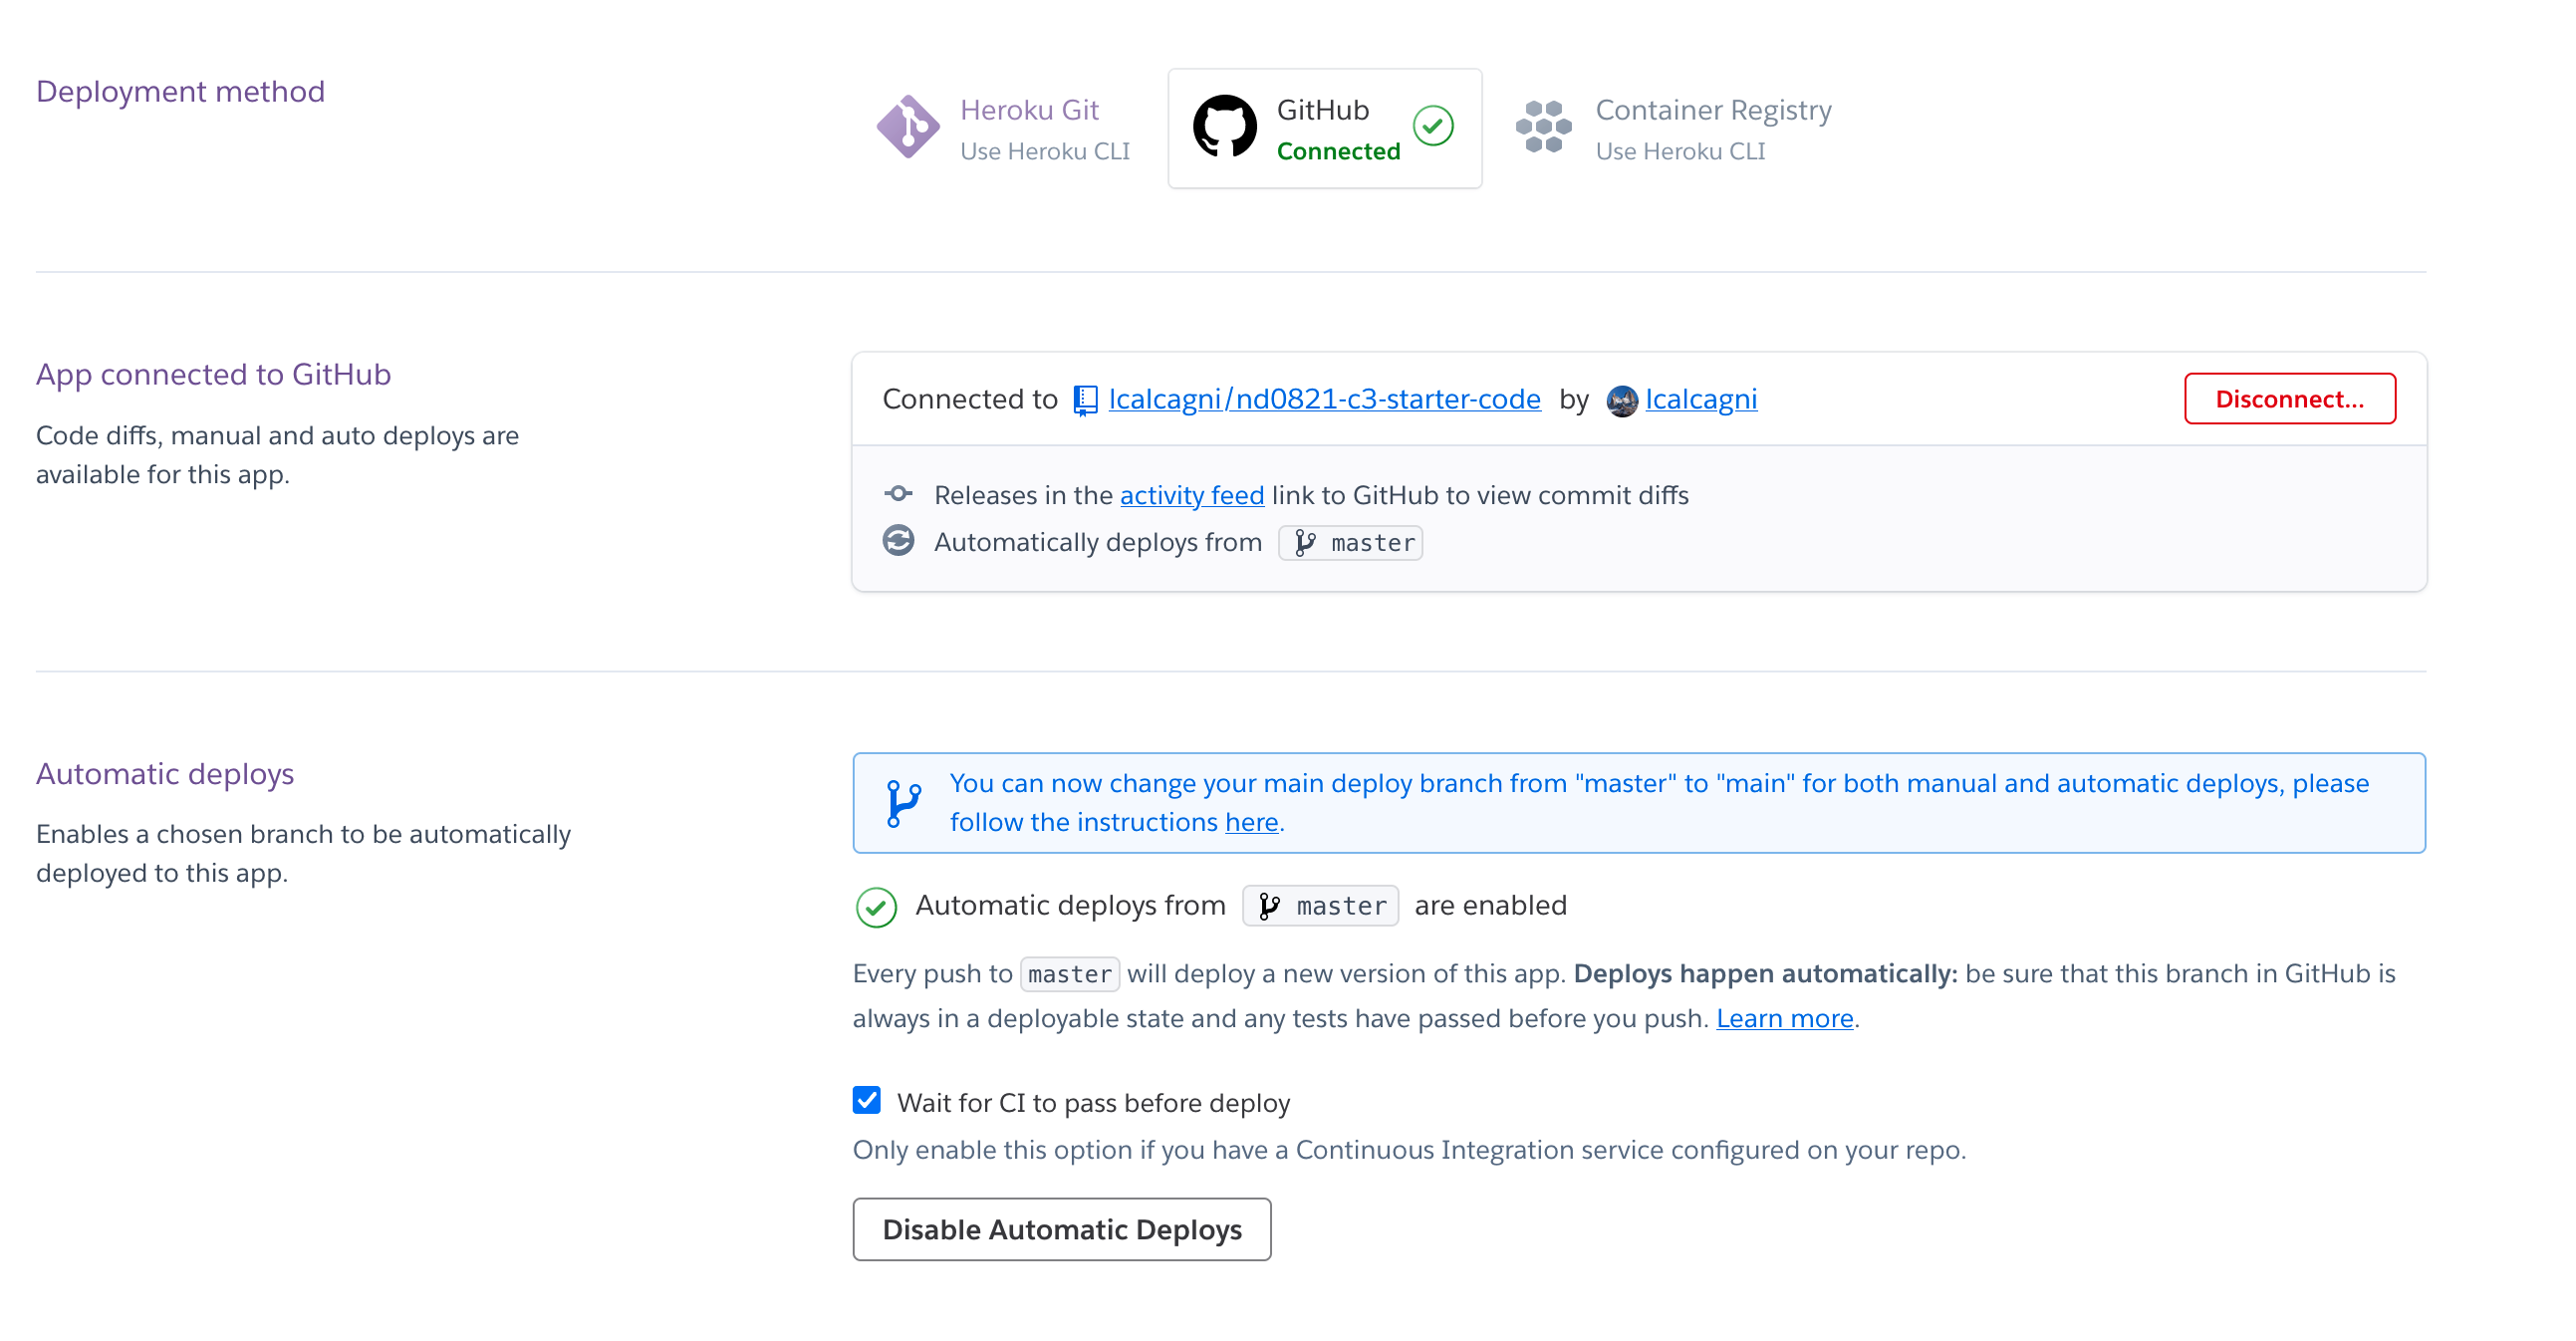 Deployment method
Heroku Git
Use Heroku CLI
GitHub
Connected
Container Registry
Use Heroku CLI
App connected to GitHub
Code diffs, manual and auto deploys are
available for this app.
Connected to lcalcagni/nd0821-c3-starter-code by lcalcagni
Disconnect...
Releases in the activity feed link to GitHub to view commit diffs
Automatically deploys from master
Automatic deploys
Enables a chosen branch to be automatically
deployed to this app.
You can now change your main deploy branch from "master" to "main" for both manual and automatic deploys, please
follow the instructions here.
Automatic deploys from master are enabled
Every push to master will deploy a new version of this app. Deploys happen automatically: be sure that this branch in GitHub is
always in a deployable state and any tests have passed before you push. Learn more.
Wait for CI to pass before deploy
Only enable this option if you have a Continuous Integration service configured on your repo.
Disable Automatic Deploys